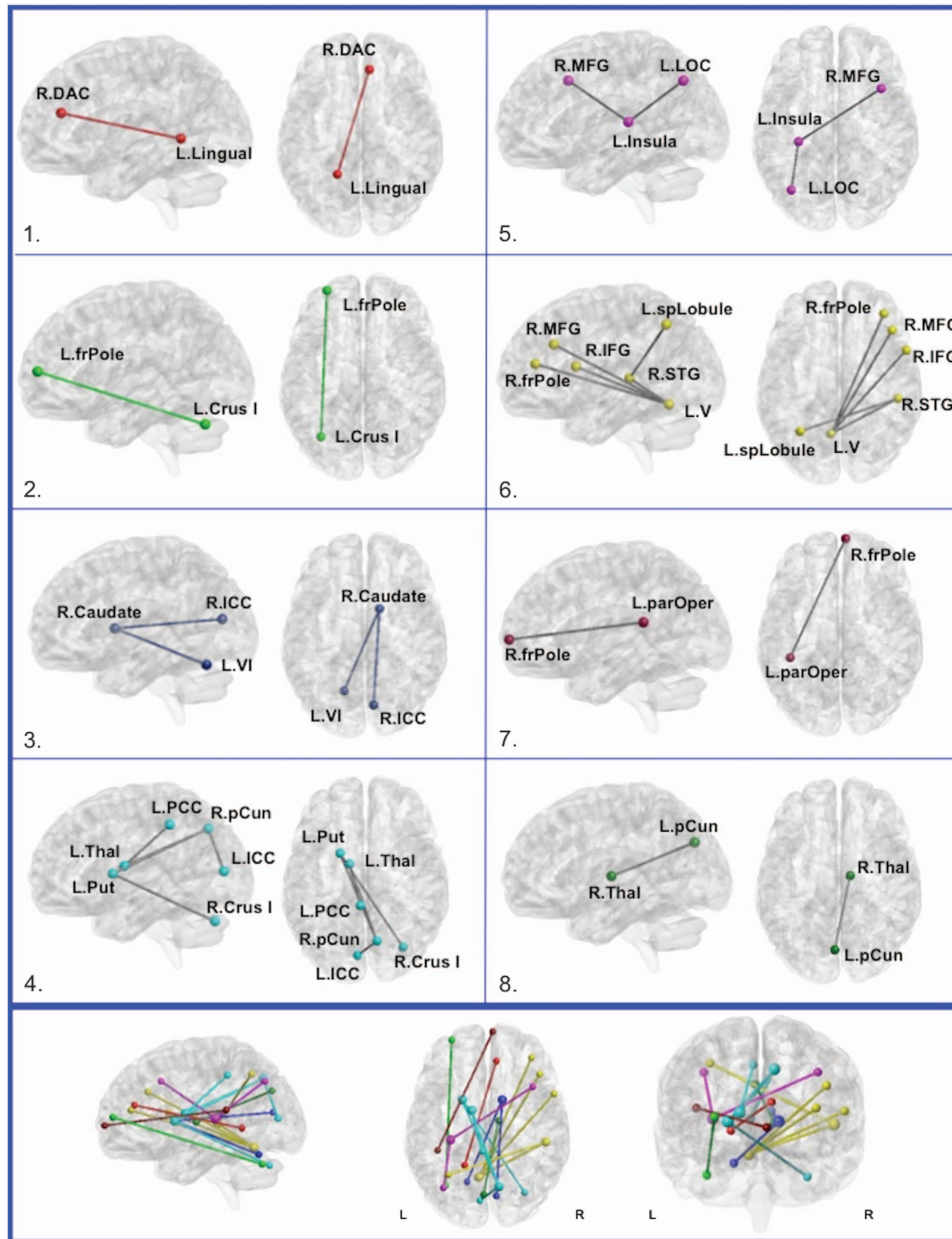 R.DAC
R.DAC
L.Lingual
L.Lingual
1.
R.MFG
L.LOC
R.MFG
L.Insula
L.Insula
L.LOC
5.
L.frPole
L.frPole
L.Crus I
L.Crus I
2.
L.spLobule
R.frPole
R.MFG
R.MFG
R.IFG
R.IFG
R.frPole
R.STG
R.STG
L.V
L.spLobule
L.V
6.
R.Caudate
R.ICC
R.Caudate
L.VI
L.VI
R.ICC
3.
R.frPole
L.parOper
R.frPole
L.parOper
7.
L.PCC
R.pCun
L.Put
L.Thal
L.Thal
L.ICC
L.Put
L.PCC
R.Crus I
R.pCun
R.Crus I
L.ICC
4.
L.pCun
R.Thal
R.Thal
L.pCun
8.
L
R
L
R